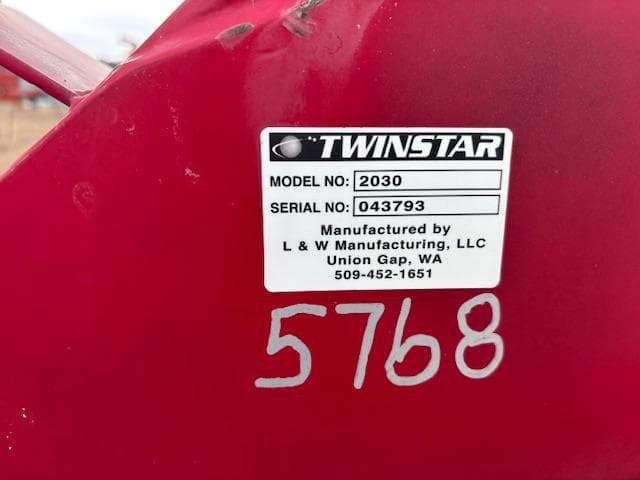 TWINSTAR
MODEL NO: 2030
SERIAL NO: 043793
Manufactured by
L & W Manufacturing, LLC
Union Gap, WA
509-452-1651
5768